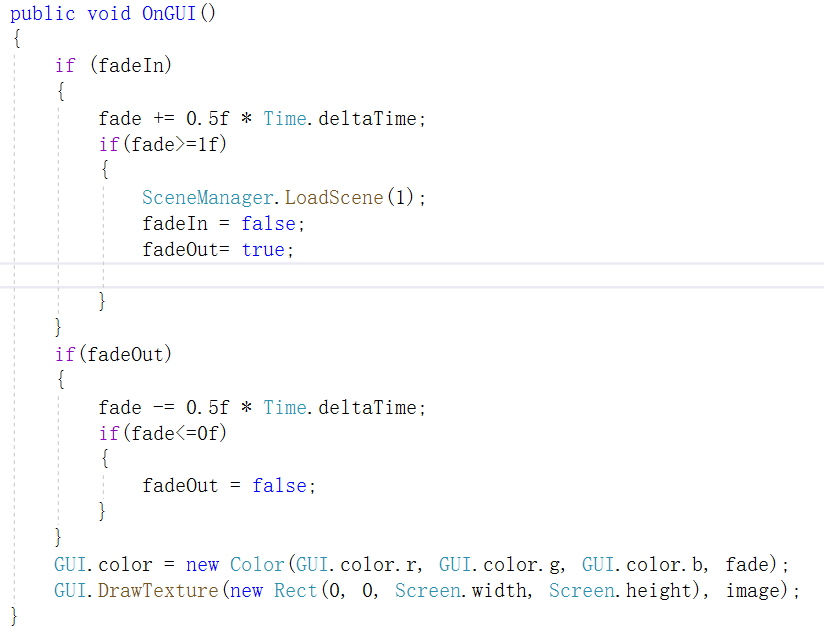 public void OnGUI()
{
    if (fadeIn)
    {
        fade += 0.5f * Time.deltaTime;
        if(fade>=1f)
        {
            SceneManager.LoadScene(1);
            fadeIn = false;
            fadeOut= true;
        }
    }
    if(fadeOut)
    {
        fade -= 0.5f * Time.deltaTime;
        if(fade<=0f)
        {
            fadeOut = false;
        }
    }
    GUI.color = new Color(GUI.color.r, GUI.color.g, GUI.color.b, fade);
    GUI.DrawTexture(new Rect(0, 0, Screen.width, Screen.height), image);
}